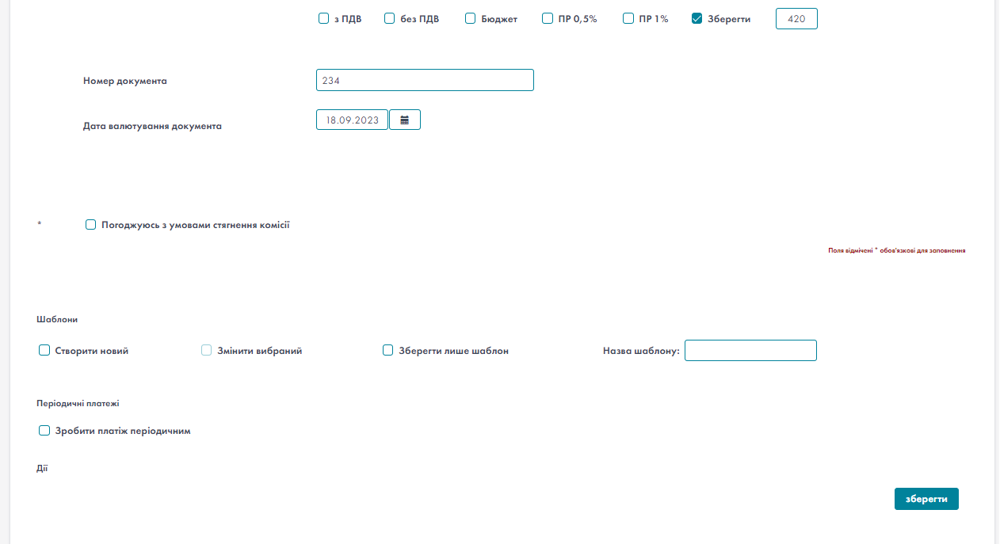 з ПДВ без ПДВ Бюджет ПР 0,5% ПР 1% Зберегти 420
Номер документа 234
Дата валютування документа 18.09.2023
* Погоджуюсь з умовами стягнення комісії
Поля відмічені * обов'язкові для заповнення
Шаблони
Створити новий Змінити вибраний Зберегти лише шаблон Назва шаблону:
Періодичні платежі
Зробити платіж періодичним
Дії
зберегти